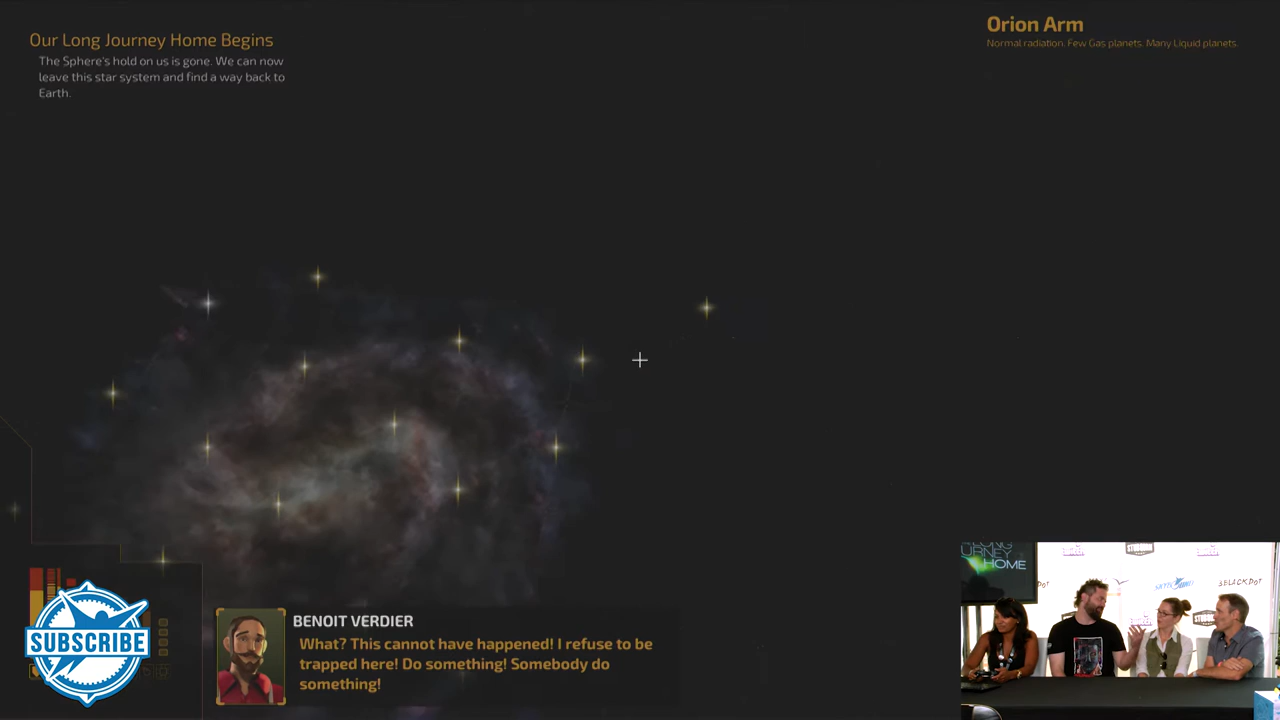 Our Long Journey Home Begins
The Sphere's hold on us is gone. We can now
leave this star system and find a way back to
Earth.
Orion Arm
Normal radiation. Few Gas planets. Many Liquid planets.
BENOIT VERDIER
What? This cannot have happened! I refuse to be
trapped here! Do something! Somebody do
something!
SUBSCRIBE
HOME